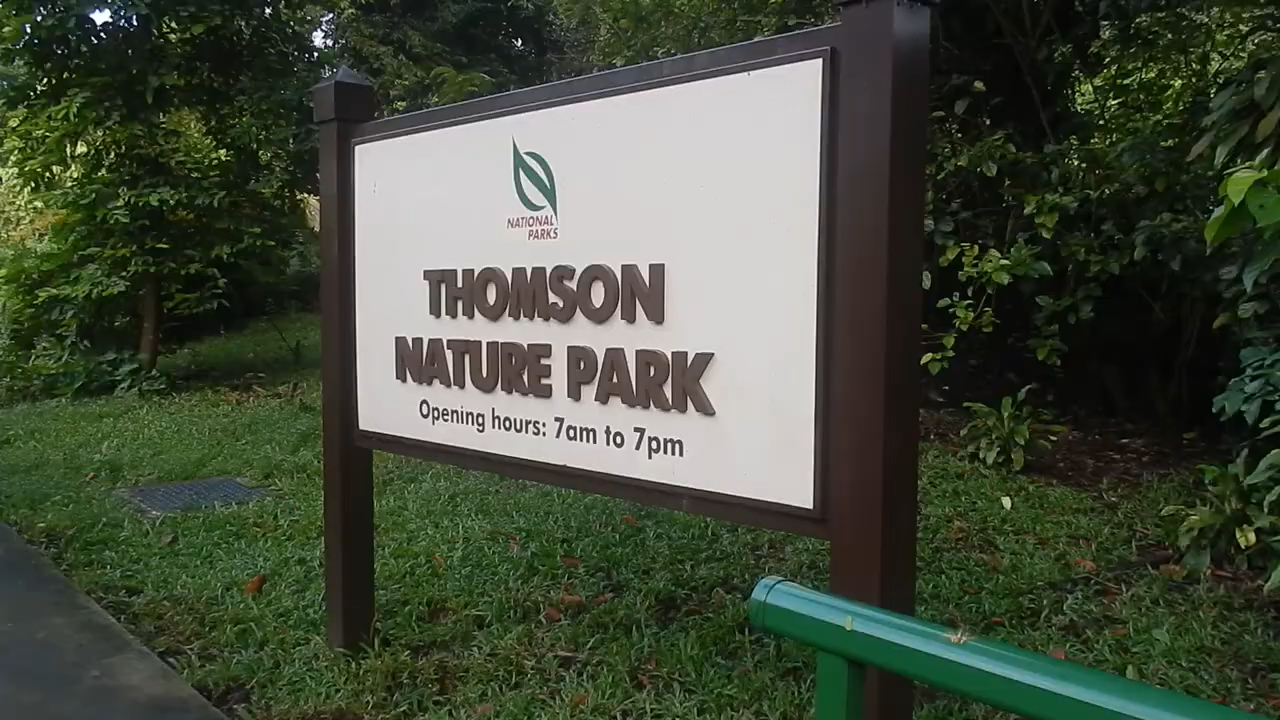 NATIONAL
PARKS
THOMSON
NATURE PARK
Opening hours: 7am to 7pm